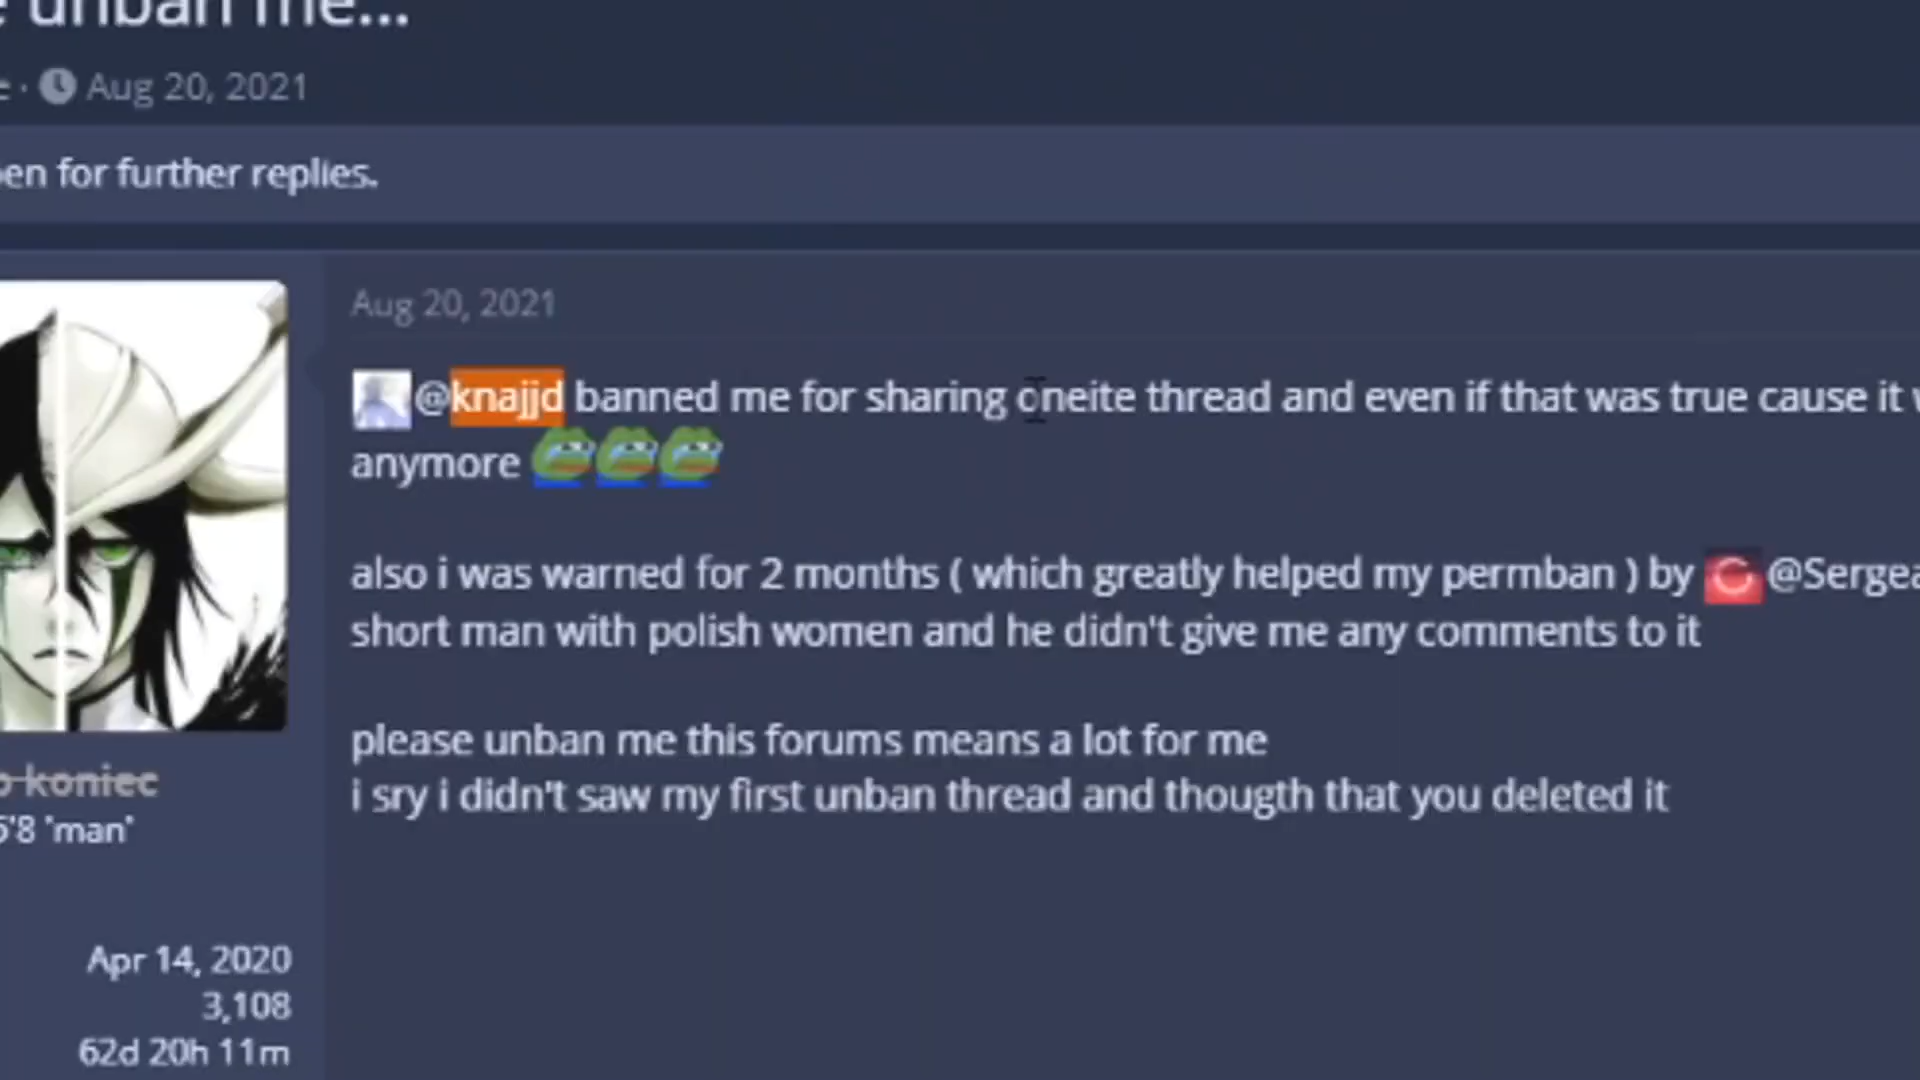 unban me...
Aug 20, 2021
en for further replies.
Aug 20, 2021
@knajjd banned me for sharing oneite thread and even if that was true cause it
anymore
also i was warned for 2 months ( which greatly helped my permban ) by @Sergea
short man with polish women and he didn't give me any comments to it
please unban me this forums means a lot for me
i sry i didn't saw my first unban thread and thougth that you deleted it
koniec
5'8 "man"
Apr 14, 2020
3,108
62d 20h 11m